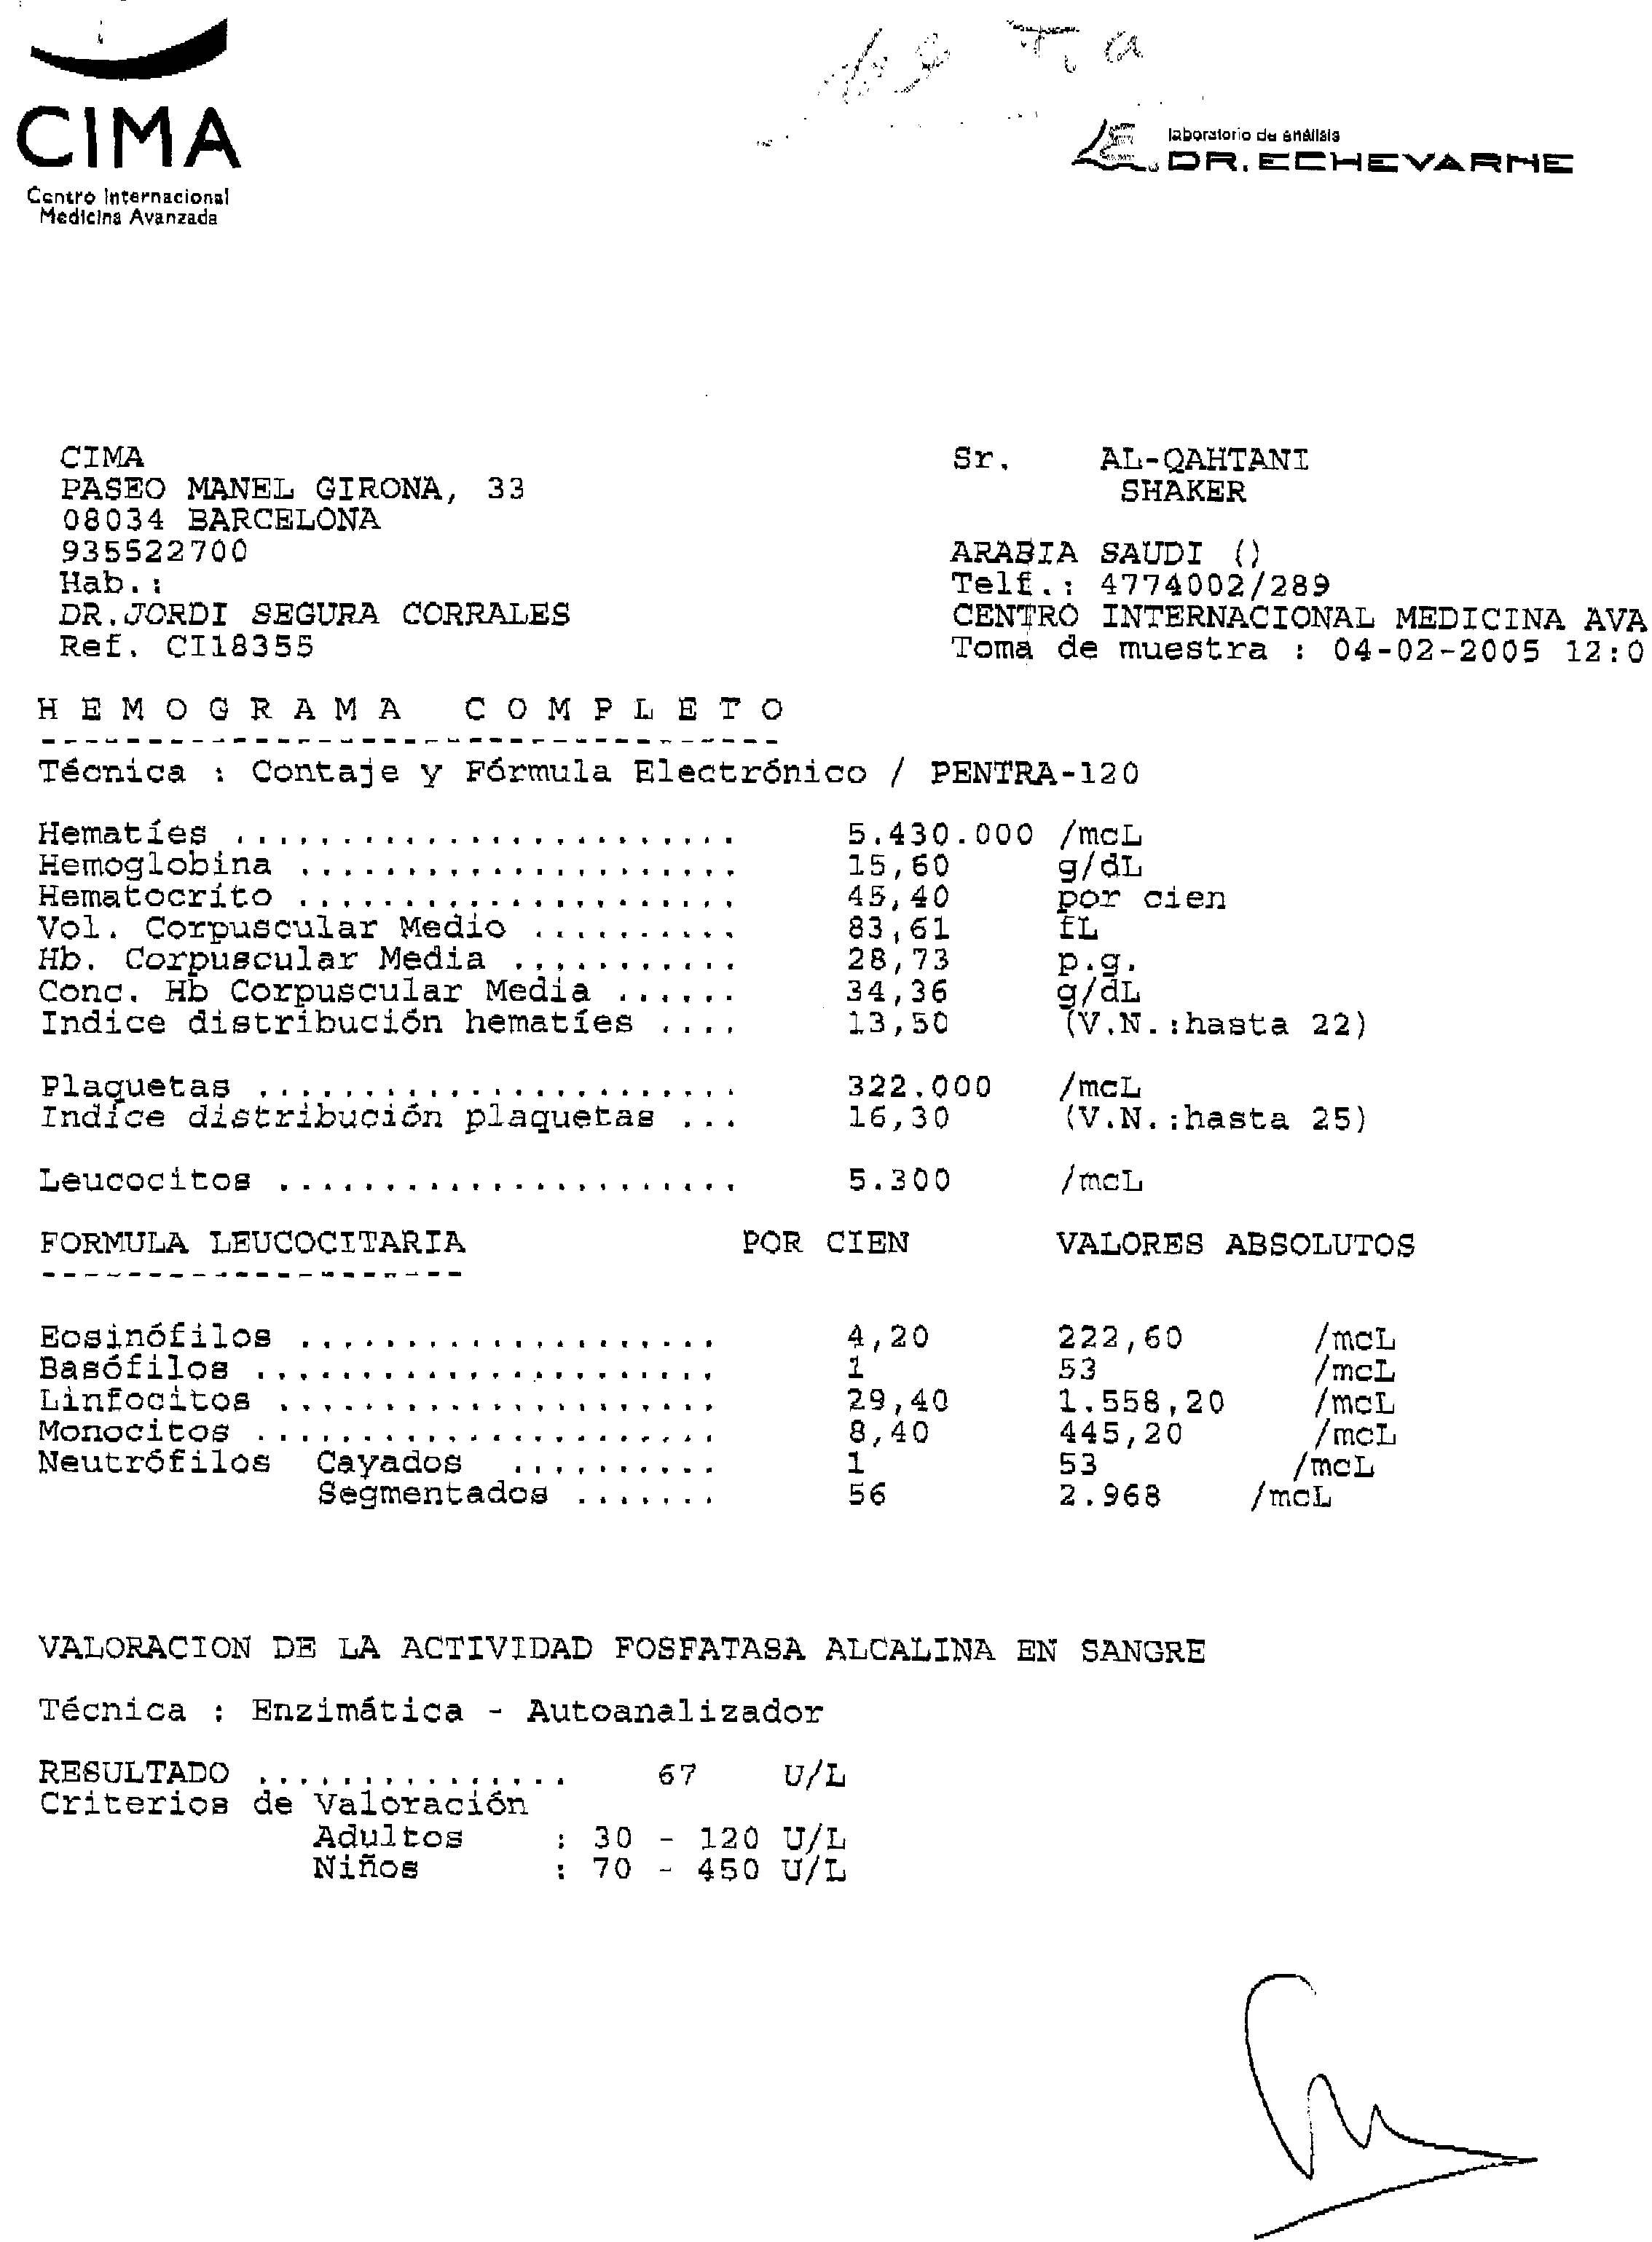 CIMA
Centro Internacional
Medicina Avanzada
laboratorio de análisis
DR. ECHEVARNE
CIMA
PASEO MANEL GIRONA, 33
08034 BARCELONA
935522700
Hab.:
DR.JORDI SEGURA CORRALES
Ref. CI18355
Sr. AL-QAHTANI
SHAKER
ARABIA SAUDI ()
Telf.: 4774002/289
CENTRO INTERNACIONAL MEDICINA AVA
Toma de muestra : 04-02-2005 12:0
HEMOGRAMA COMPLETO
Técnica : Contaje y Fórmula Electrónico / PENTRA-120
Hematíes ........................ 5.430.000 /mcL
Hemoglobina ..................... 15,60 g/dL
Hematocrito ..................... 45,40 por cien
Vol. Corpuscular Medio .......... 83,61 fL
Hb. Corpuscular Media ........... 28,73 p.g.
Conc. Hb Corpuscular Media ...... 34,36 g/dL
Indice distribución hematíes .... 13,50 (V.N.:hasta 22)
Plaquetas ....................... 322.000 /mcL
Indíce distribución plaquetas ... 16,30 (V.N.:hasta 25)
Leucocitos ...................... 5.300 /mcL
FORMULA LEUCOCITARIA POR CIEN VALORES ABSOLUTOS
Eosinófilos .................... 4,20 222,60 /mcL
Basófilos ...................... 1 53 /mcL
Linfocitos ..................... 29,40 1.558,20 /mcL
Monocitos ...................... 8,40 445,20 /mcL
Neutrófilos Cayados .......... 1 53 /mcL
Segmentados ....... 56 2.968 /mcL
VALORACION DE LA ACTIVIDAD FOSFATASA ALCALINA EN SANGRE
Técnica : Enzimática - Autoanalizador
RESULTADO ............... 67 U/L
Criterios de Valoración
Adultos : 30 - 120 U/L
Niños : 70 - 450 U/L